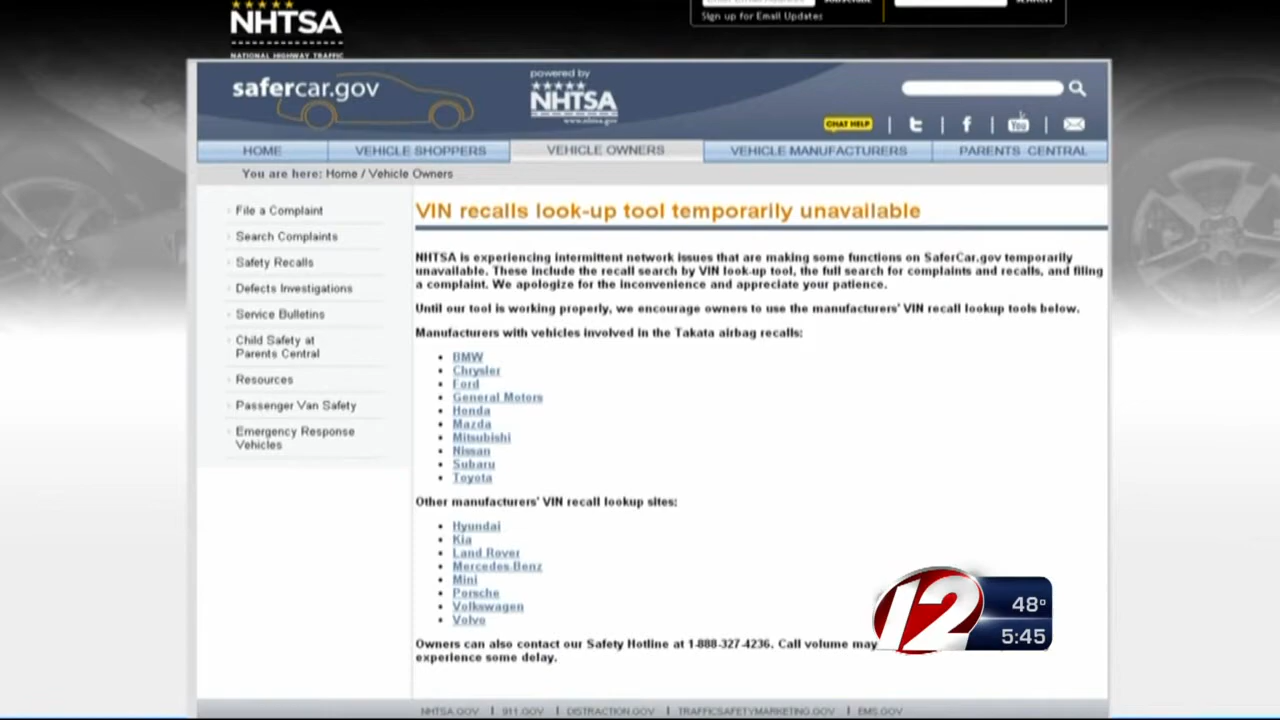 NHTSA
NATIONAL HIGHWAY TRAFFIC
Sign up for Email Updates
safercar.gov
powered by
NHTSA
www.nhtsa.gov
CHAT HELP
You
HOME
VEHICLE SHOPPERS
VEHICLE OWNERS
VEHICLE MANUFACTURERS
PARENTS CENTRAL
You are here: Home / Vehicle Owners
File a Complaint
Search Complaints
Safety Recalls
Defects Investigations
Service Bulletins
Child Safety at
Parents Central
Resources
Passenger Van Safety
Emergency Response
Vehicles
VIN recalls look-up tool temporarily unavailable
NHTSA is experiencing intermittent network issues that are making some functions on SaferCar.gov temporarily
unavailable. These include the recall search by VIN look-up tool, the full search for complaints and recalls, and filing
a complaint. We apologize for the inconvenience and appreciate your patience.
Until our tool is working properly, we encourage owners to use the manufacturers' VIN recall lookup tools below.
Manufacturers with vehicles involved in the Takata airbag recalls:
BMW
Chrysler
Ford
General Motors
Honda
Mazda
Mitsubishi
Nissan
Subaru
Toyota
Other manufacturers' VIN recall lookup sites:
Hyundai
Kia
Land Rover
Mercedes-Benz
Mini
Porsche
Volkswagen
Volvo
Owners can also contact our Safety Hotline at 1-888-327-4236. Call volume may
experience some delay.
12
48°
5:45
NHTSA.GOV | 911.GOV | DISTRACTION.GOV | TRAFFICSAFETYMARKETING.GOV | EMS.GOV